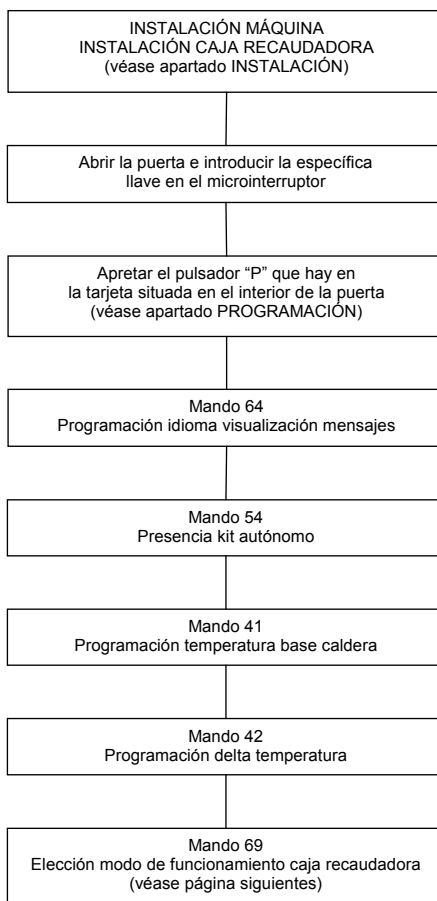 INSTALACIÓN MÁQUINA
INSTALACIÓN CAJA RECAUDADORA
(véase apartado INSTALACIÓN)
Abrir la puerta e introducir la específica
llave en el microinterruptor
Apretar el pulsador “P” que hay en
la tarjeta situada en el interior de la puerta
(véase apartado PROGRAMACIÓN)
Mando 64
Programación idioma visualización mensajes
Mando 54
Presencia kit autónomo
Mando 41
Programación temperatura base caldera
Mando 42
Programación delta temperatura
Mando 69
Elección modo de funcionamiento caja recaudadora
(véase página siguientes)